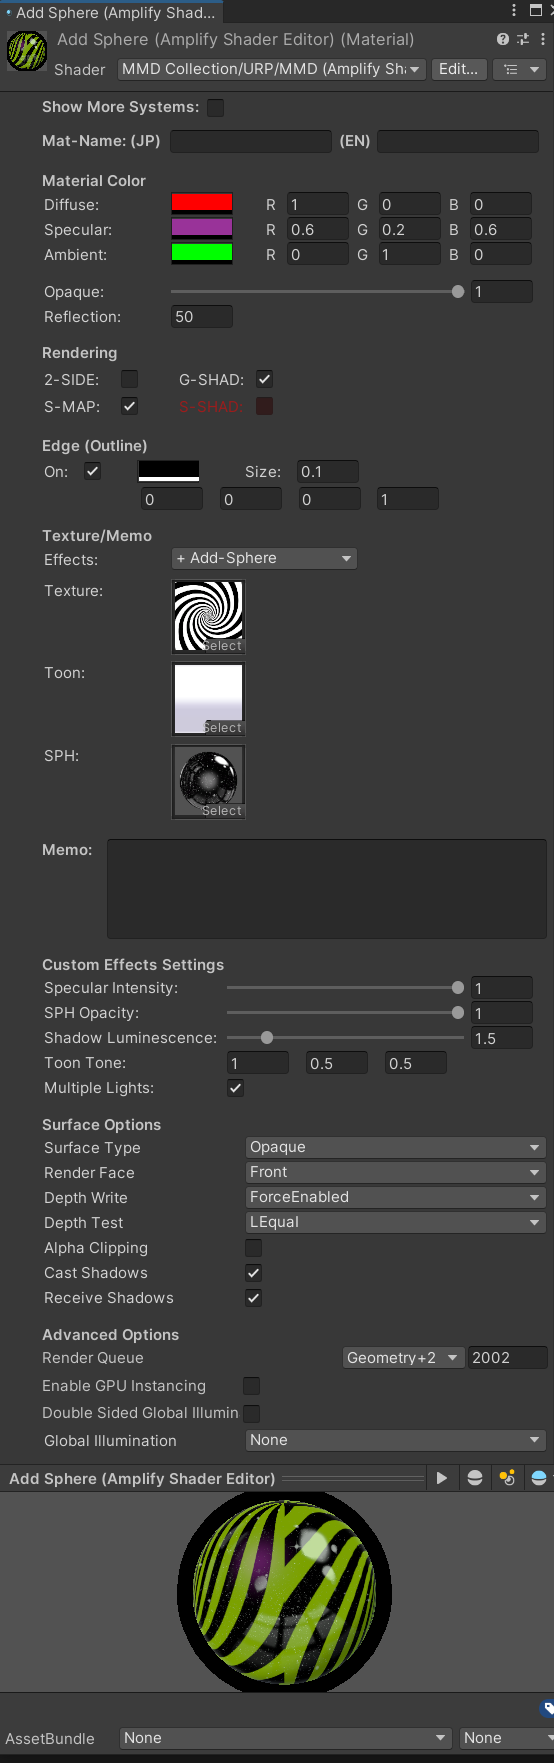 Add Sphere (Amplify Shad...
Add Sphere (Amplify Shader Editor) (Material)
Shader MMD Collection/URP/MMD (Amplify Sha Edit...
Show More Systems:
Mat-Name: (JP) (EN)
Material Color
Diffuse: R 1 G 0 B 0
Specular: R 0.6 G 0.2 B 0.6
Ambient: R 0 G 1 B 0
Opaque: 1
Reflection: 50
Rendering
2-SIDE: G-SHAD:
S-MAP: S-SHAD:
Edge (Outline)
On: Size: 0.1
0 0 0 1
Texture/Memo
Effects: + Add-Sphere
Texture:
Select
Toon:
Select
SPH:
Select
Memo:
Custom Effects Settings
Specular Intensity: 1
SPH Opacity: 1
Shadow Luminescence: 1.5
Toon Tone: 1 0.5 0.5
Multiple Lights:
Surface Options
Surface Type Opaque
Render Face Front
Depth Write ForceEnabled
Depth Test LEqual
Alpha Clipping
Cast Shadows
Receive Shadows
Advanced Options
Render Queue Geometry+2 2002
Enable GPU Instancing
Double Sided Global Illumin
Global Illumination None
Add Sphere (Amplify Shader Editor)
AssetBundle None None